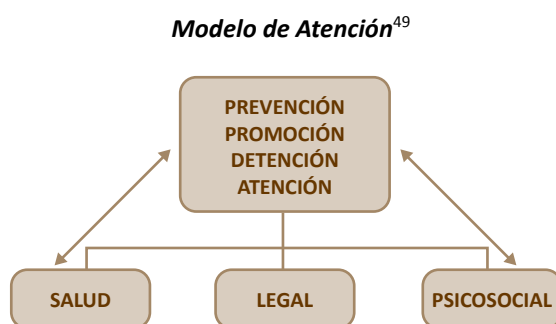 Modelo de Atención49
PREVENCIÓN
PROMOCIÓN
DETENCIÓN
ATENCIÓN
SALUD
LEGAL
PSICOSOCIAL